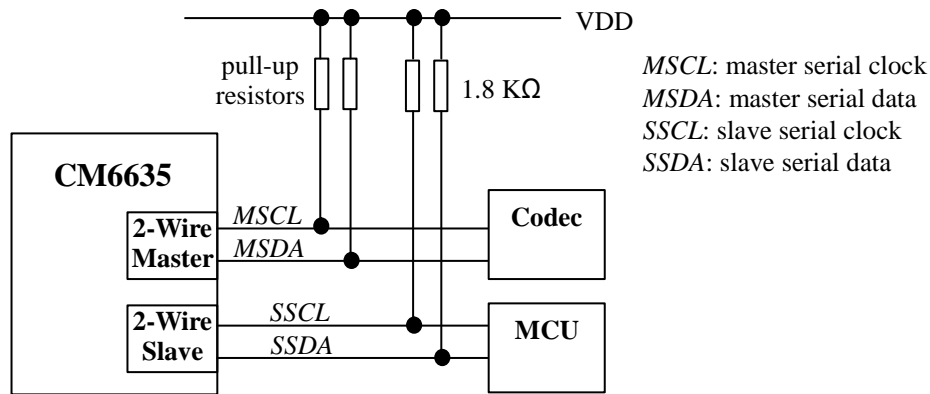 VDD
pull-up
resistors
1.8 KΩ
MSCL: master serial clock
MSDA: master serial data
SSCL: slave serial clock
SSDA: slave serial data
CM6635
2-Wire
Master
MSCL
MSDA
Codec
2-Wire
Slave
SSCL
SSDA
MCU